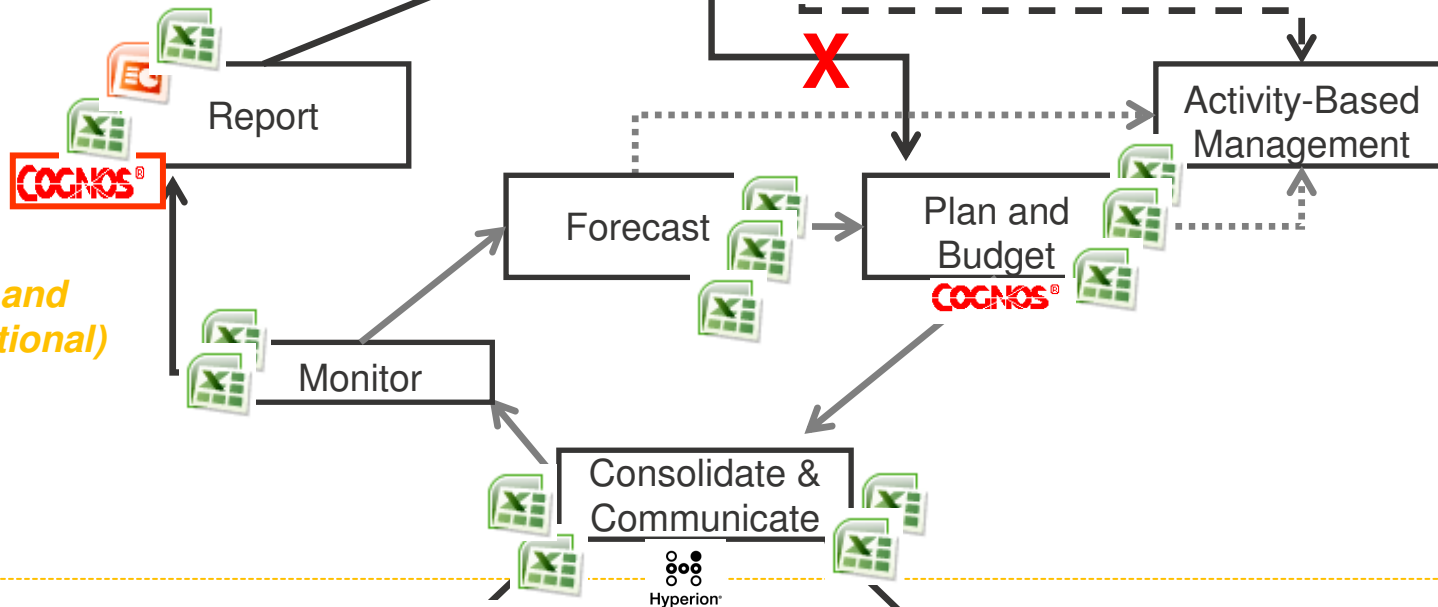 X
Report
Activity-Based
Management
COGNOS®
Forecast
Plan and
Budget
COGNOS®
and
tional)
Monitor
Consolidate &
Communicate
Hyperion®